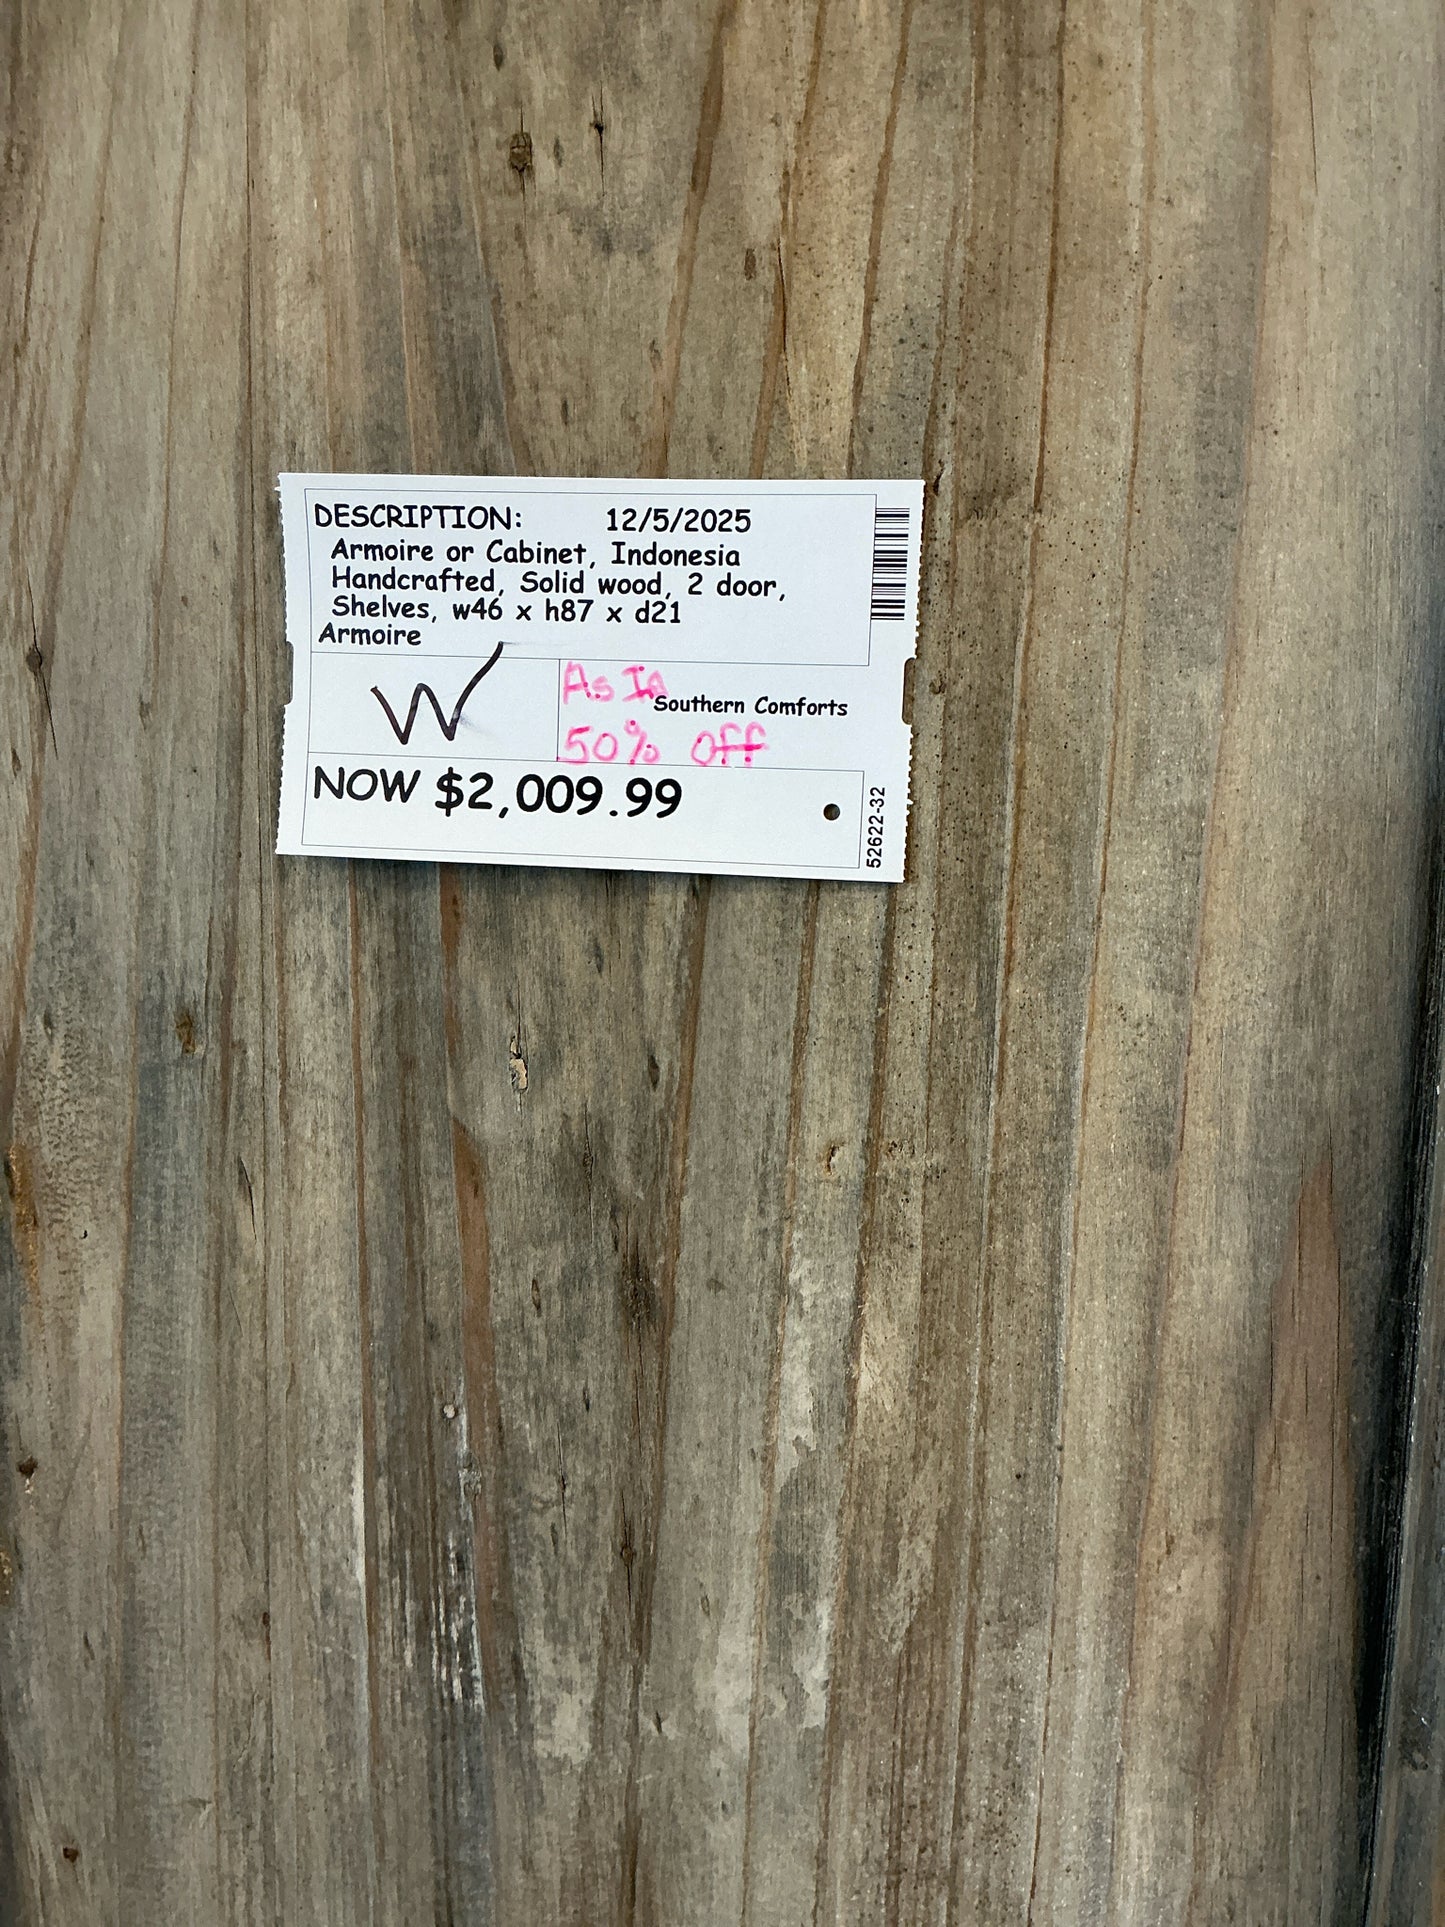 DESCRIPTION: 12/5/2025
Armoire or Cabinet, Indonesia
Handcrafted, Solid wood, 2 door,
Shelves, w46 x h87 x d21
Armoire
W
As Is
Southern Comforts
50% Off
NOW $2,009.99
52622-32